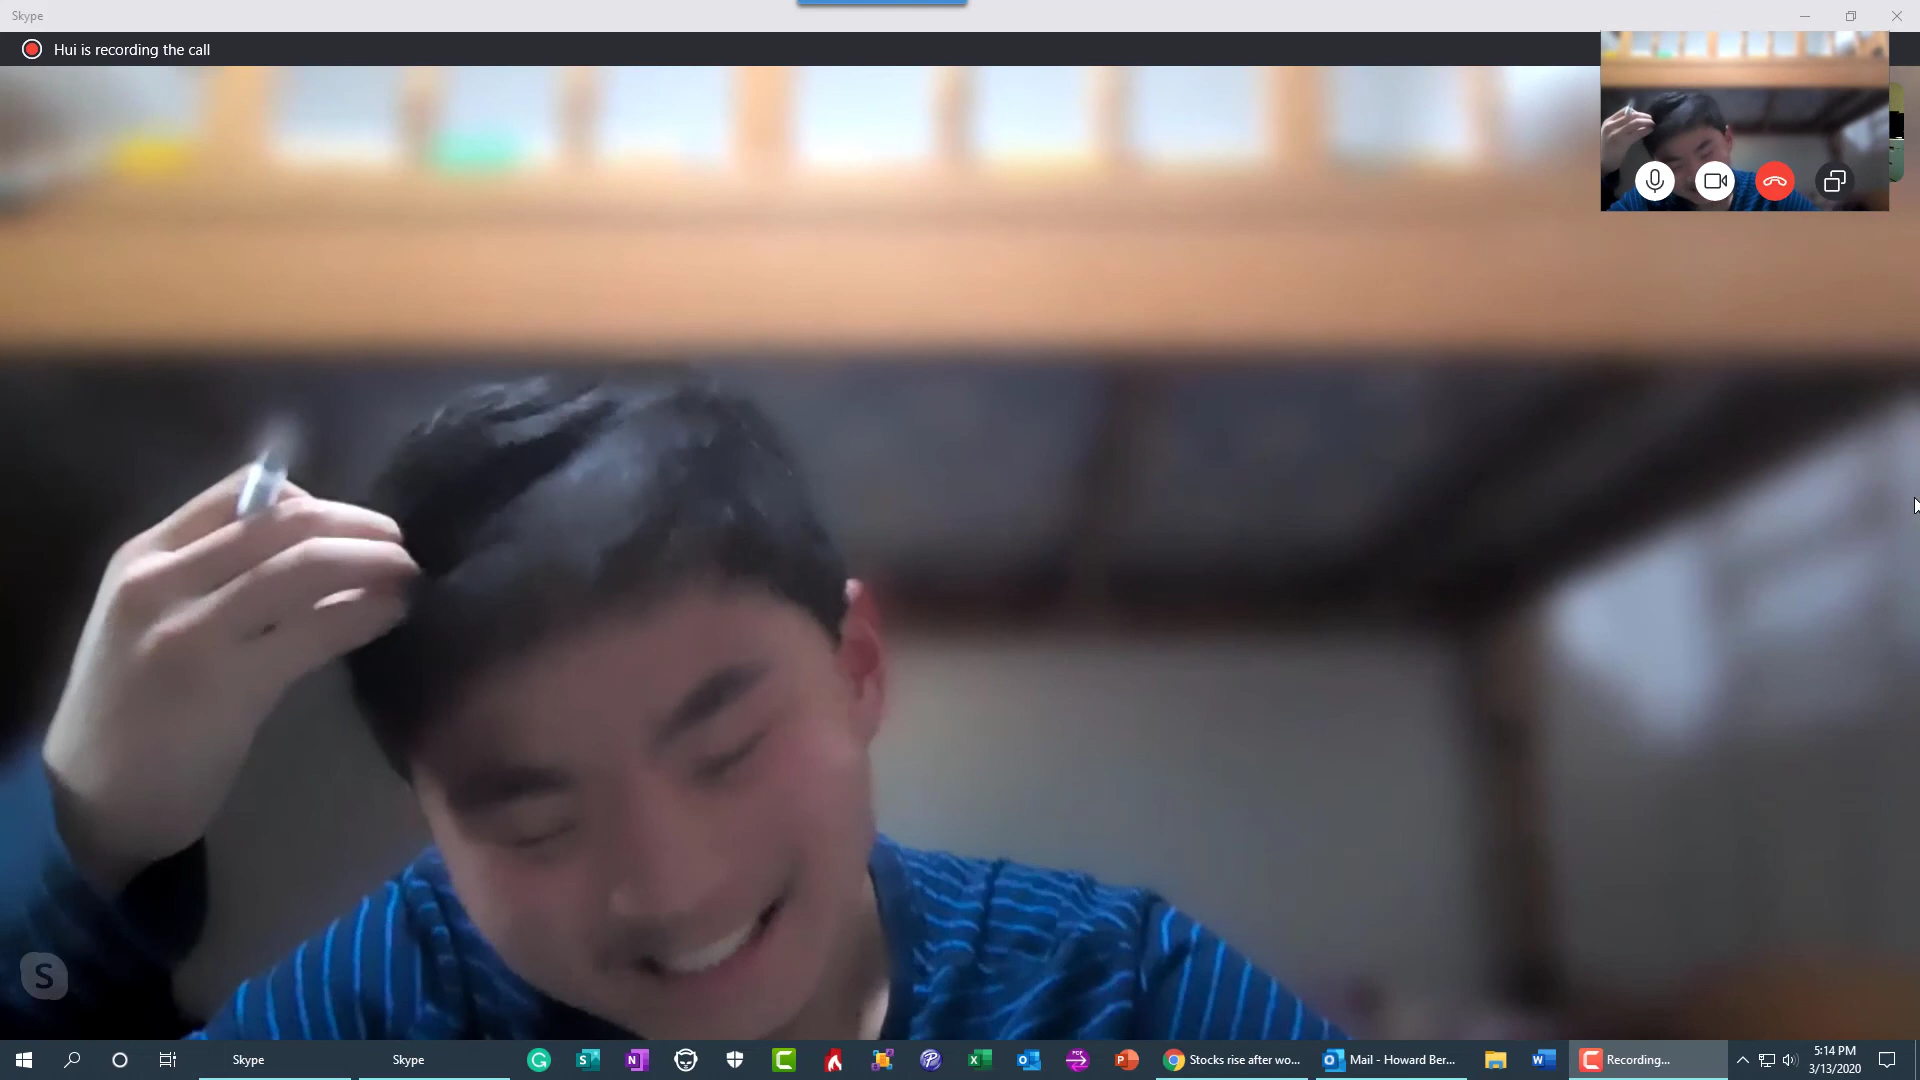 Skype
Hui is recording the call
Skype
Skype
Stocks rise after wo...
Mail - Howard Ber...
Recording...
5:14 PM
3/13/2020